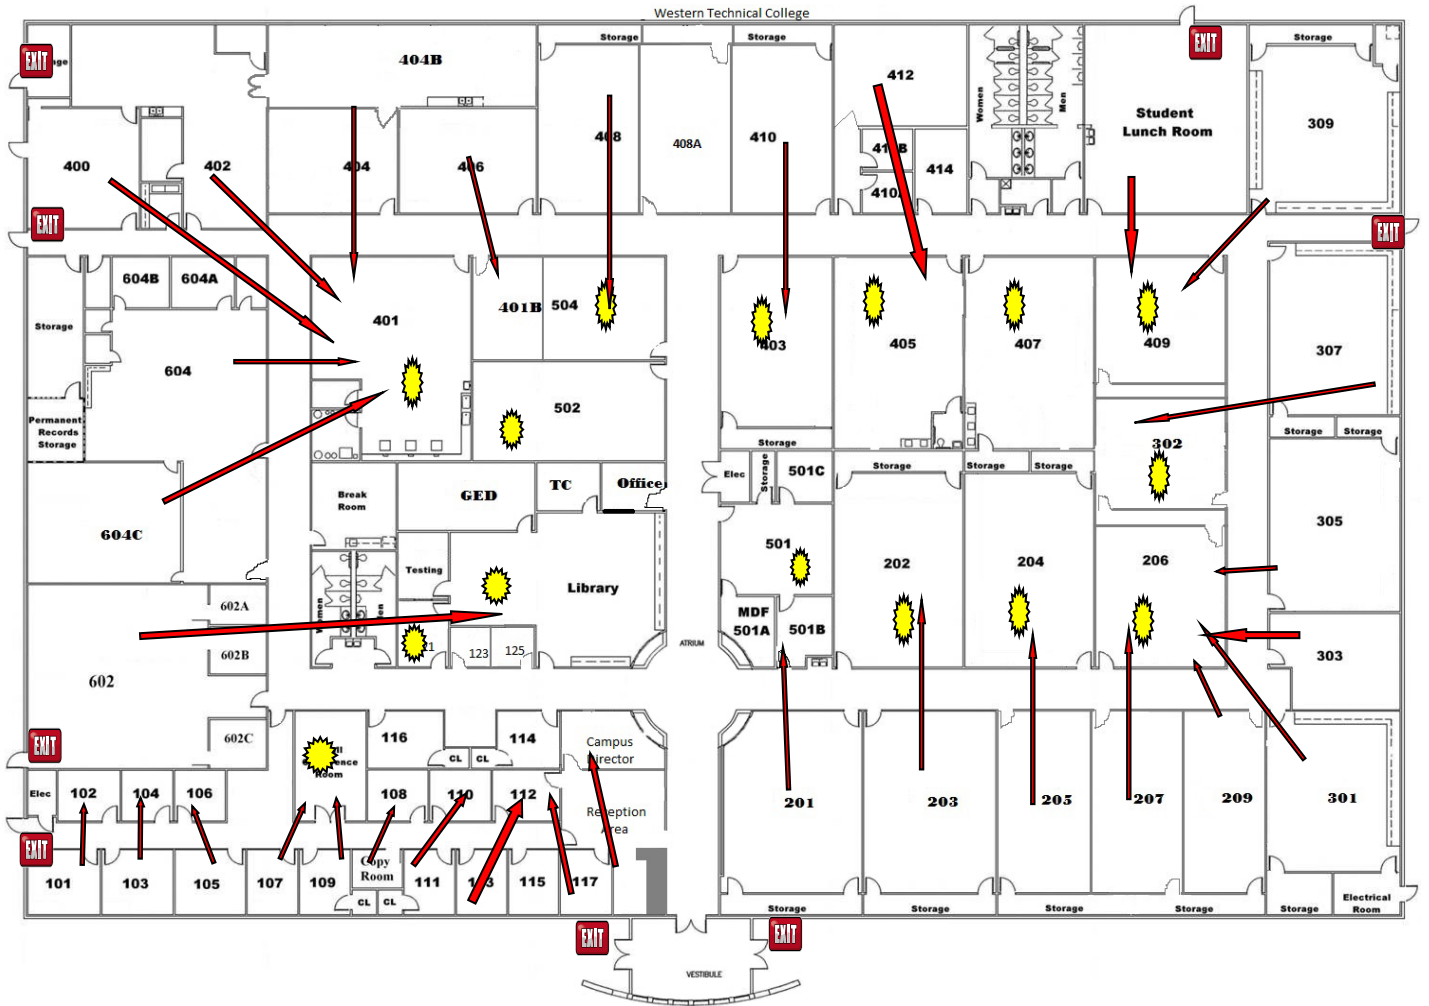 Western Technical College
Storage
Storage
Storage
EXIT
EXIT
404B
412
Women
Men
Student
Lunch Room
309
400
402
404
406
408
408A
410
414
EXIT
EXIT
604B
604A
Storage
401
401B
504
403
405
407
409
307
604
502
302
Permanent
Records
Storage
Storage
Storage
Storage
604C
Break
Room
GED
TC
Office
Elec
Storage
501C
Storage
Storage
Storage
305
501
202
204
206
Testing
Library
602A
Women
MDF
501A
501B
ATRIUM
602B
123
125
303
602
602C
EXIT
116
CL
CL
114
Campus
Director
Room
Elec
102
104
106
108
110
112
Reception
Area
201
203
205
207
209
301
EXIT
101
103
105
107
109
Copy
Room
111
115
117
CL
CL
Storage
Storage
Storage
Storage
Storage
Electrical
Room
EXIT
EXIT
VESTIBULE